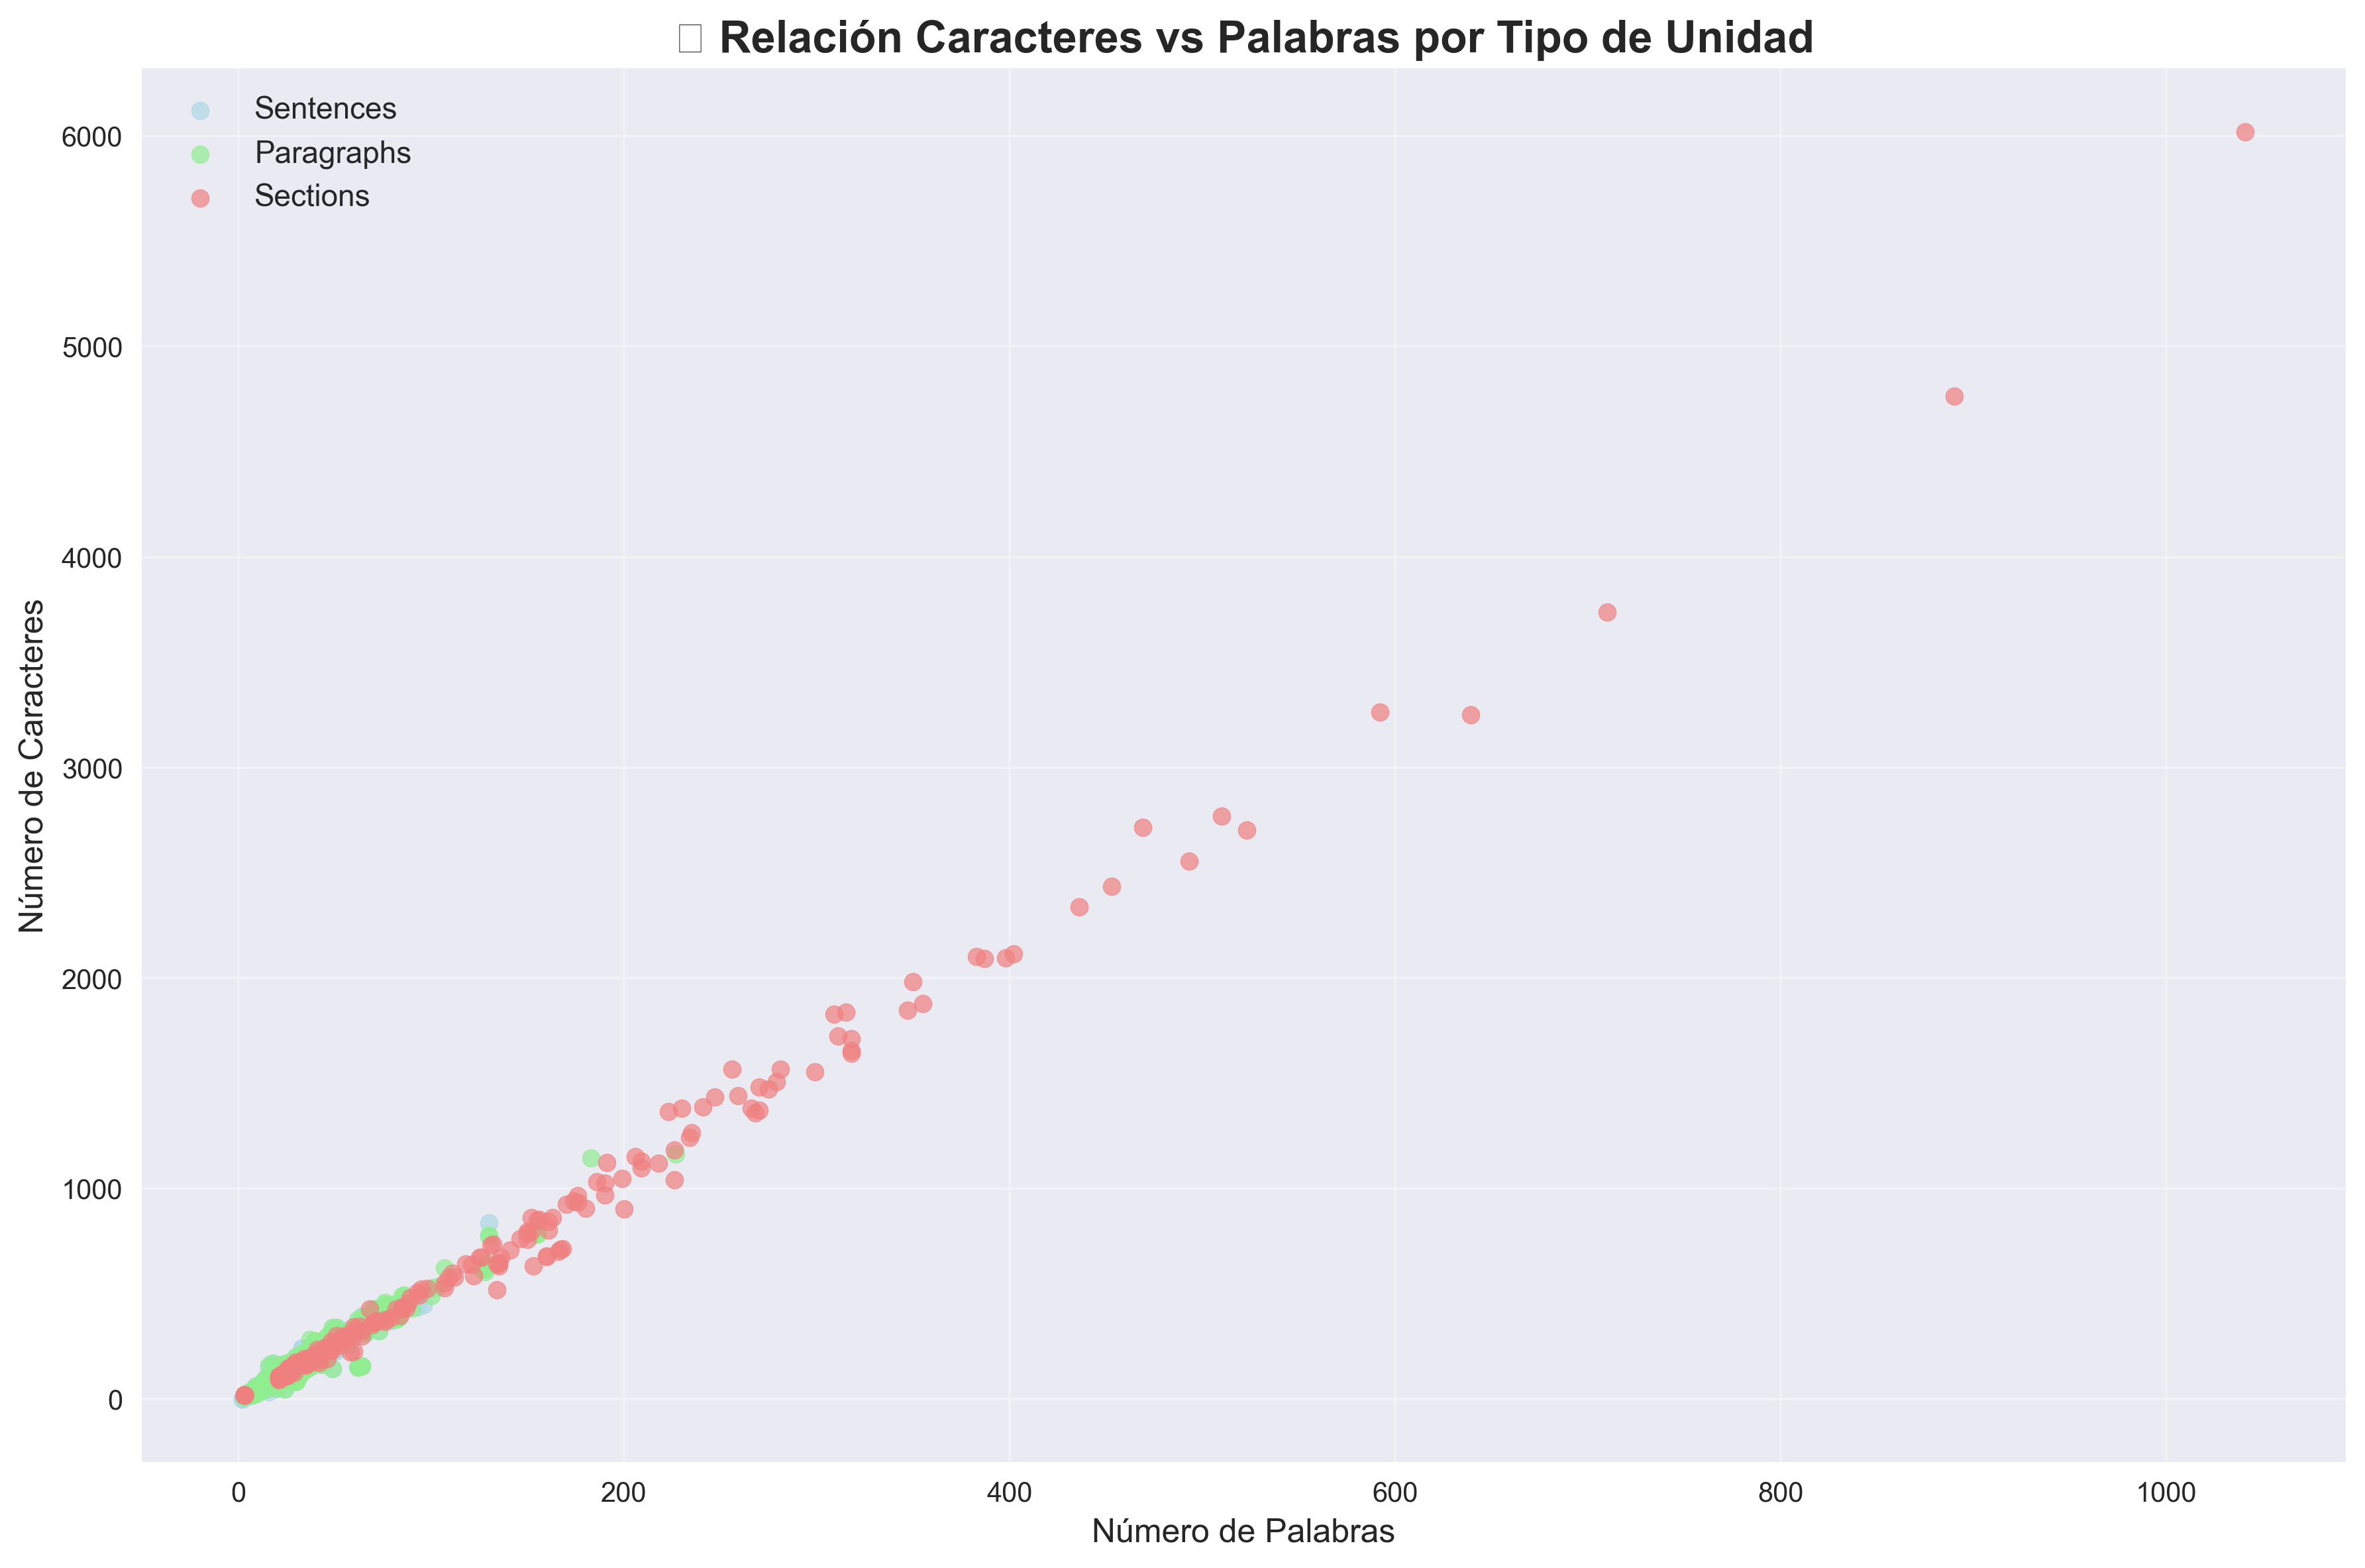 Relación Caracteres vs Palabras por Tipo de Unidad
Sentences
Paragraphs
Sections
6000
5000
4000
3000
2000
1000
0
Número de Caracteres
0 200 400 600 800 1000
Número de Palabras